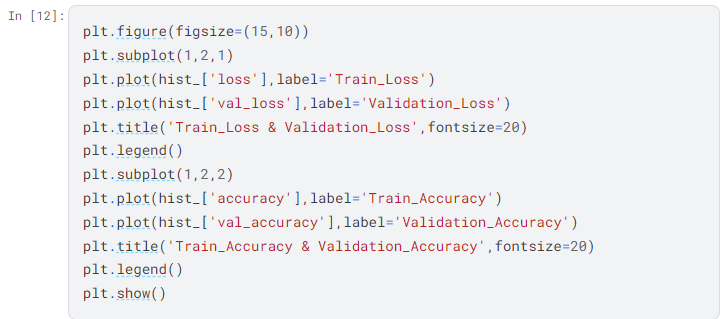 In [12]:
plt.figure(figsize=(15,10))
plt.subplot(1,2,1)
plt.plot(hist_['loss'],label='Train_Loss')
plt.plot(hist_['val_loss'],label='Validation_Loss')
plt.title('Train_Loss & Validation_Loss',fontsize=20)
plt.legend()
plt.subplot(1,2,2)
plt.plot(hist_['accuracy'],label='Train_Accuracy')
plt.plot(hist_['val_accuracy'],label='Validation_Accuracy')
plt.title('Train_Accuracy & Validation_Accuracy',fontsize=20)
plt.legend()
plt.show()